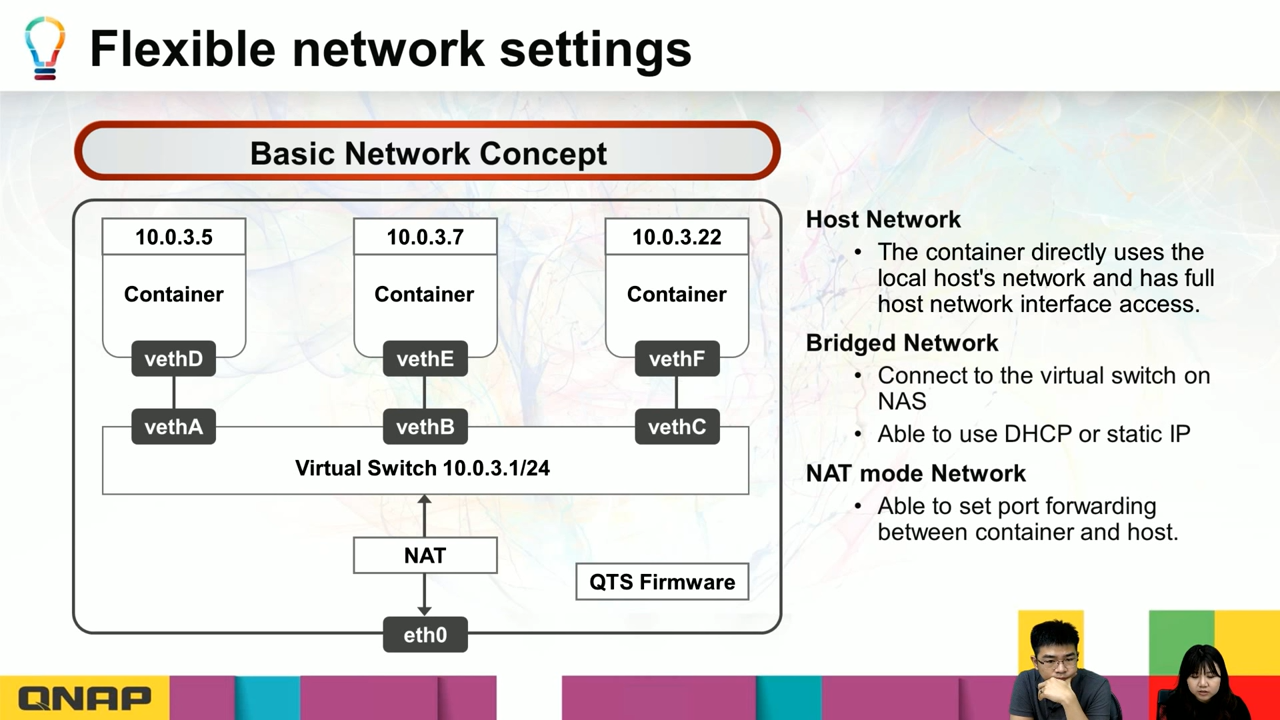 Flexible network settings
Basic Network Concept
10.0.3.5
10.0.3.7
10.0.3.22
Container
Container
Container
vethD
vethE
vethF
vethA
vethB
vethC
Virtual Switch 10.0.3.1/24
NAT
QTS Firmware
eth0
Host Network
• The container directly uses the
local host's network and has full
host network interface access.
Bridged Network
• Connect to the virtual switch on
NAS
• Able to use DHCP or static IP
NAT mode Network
• Able to set port forwarding
between container and host.
QNAP